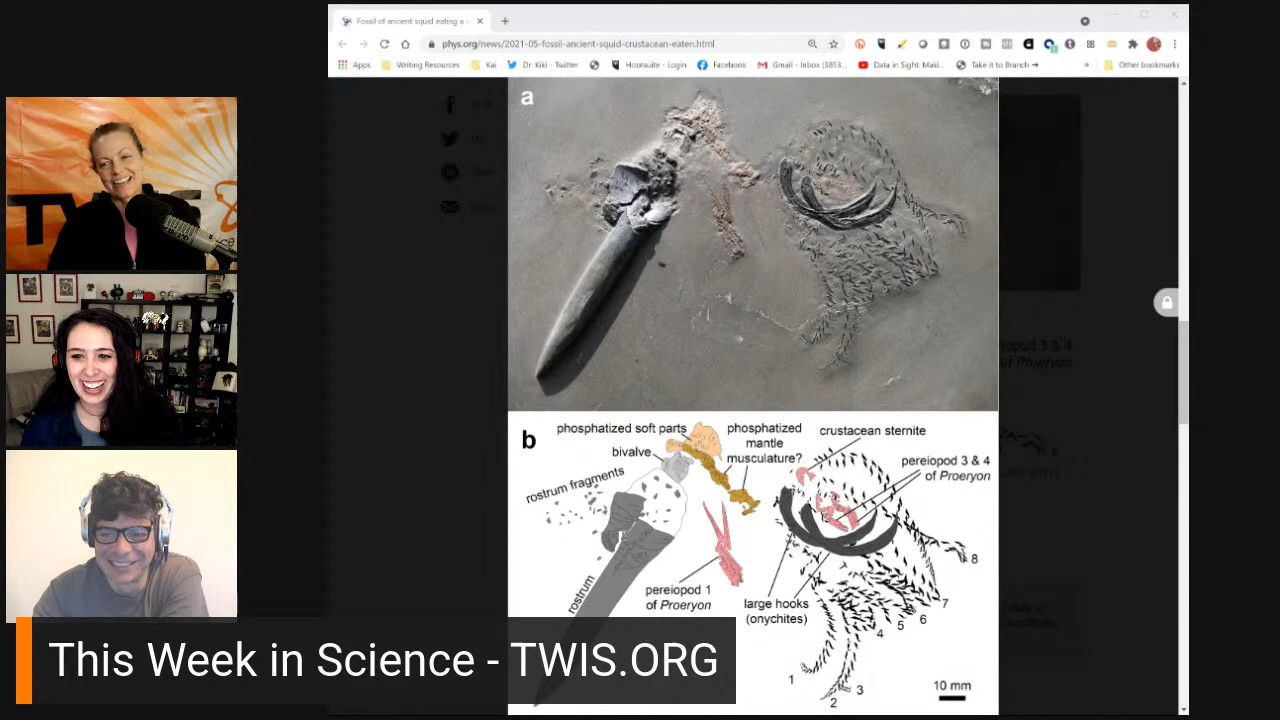 Fossil of ancient squid eating a c
phys.org/news/2021-05-fossil-ancient-squid-crustacean-eaten.html
Apps
Writing Resources
Kai
Dr. Kiki - Twitter
Hootsuite - Login
Facebook
Gmail - Inbox (3853...
Data in Sight: Maki...
Take it to Branch →
»
Other bookmarks
a
b
phosphatized soft parts
bivalve
rostrum fragments
rostrum
phosphatized
mantle
musculature?
crustacean sternite
pereiopod 3 & 4
of Proeryon
pereiopod 1
of Proeryon
large hooks
(onychites)
1
2
3
4
5
6
7
8
10 mm
This Week in Science - TWIS.ORG